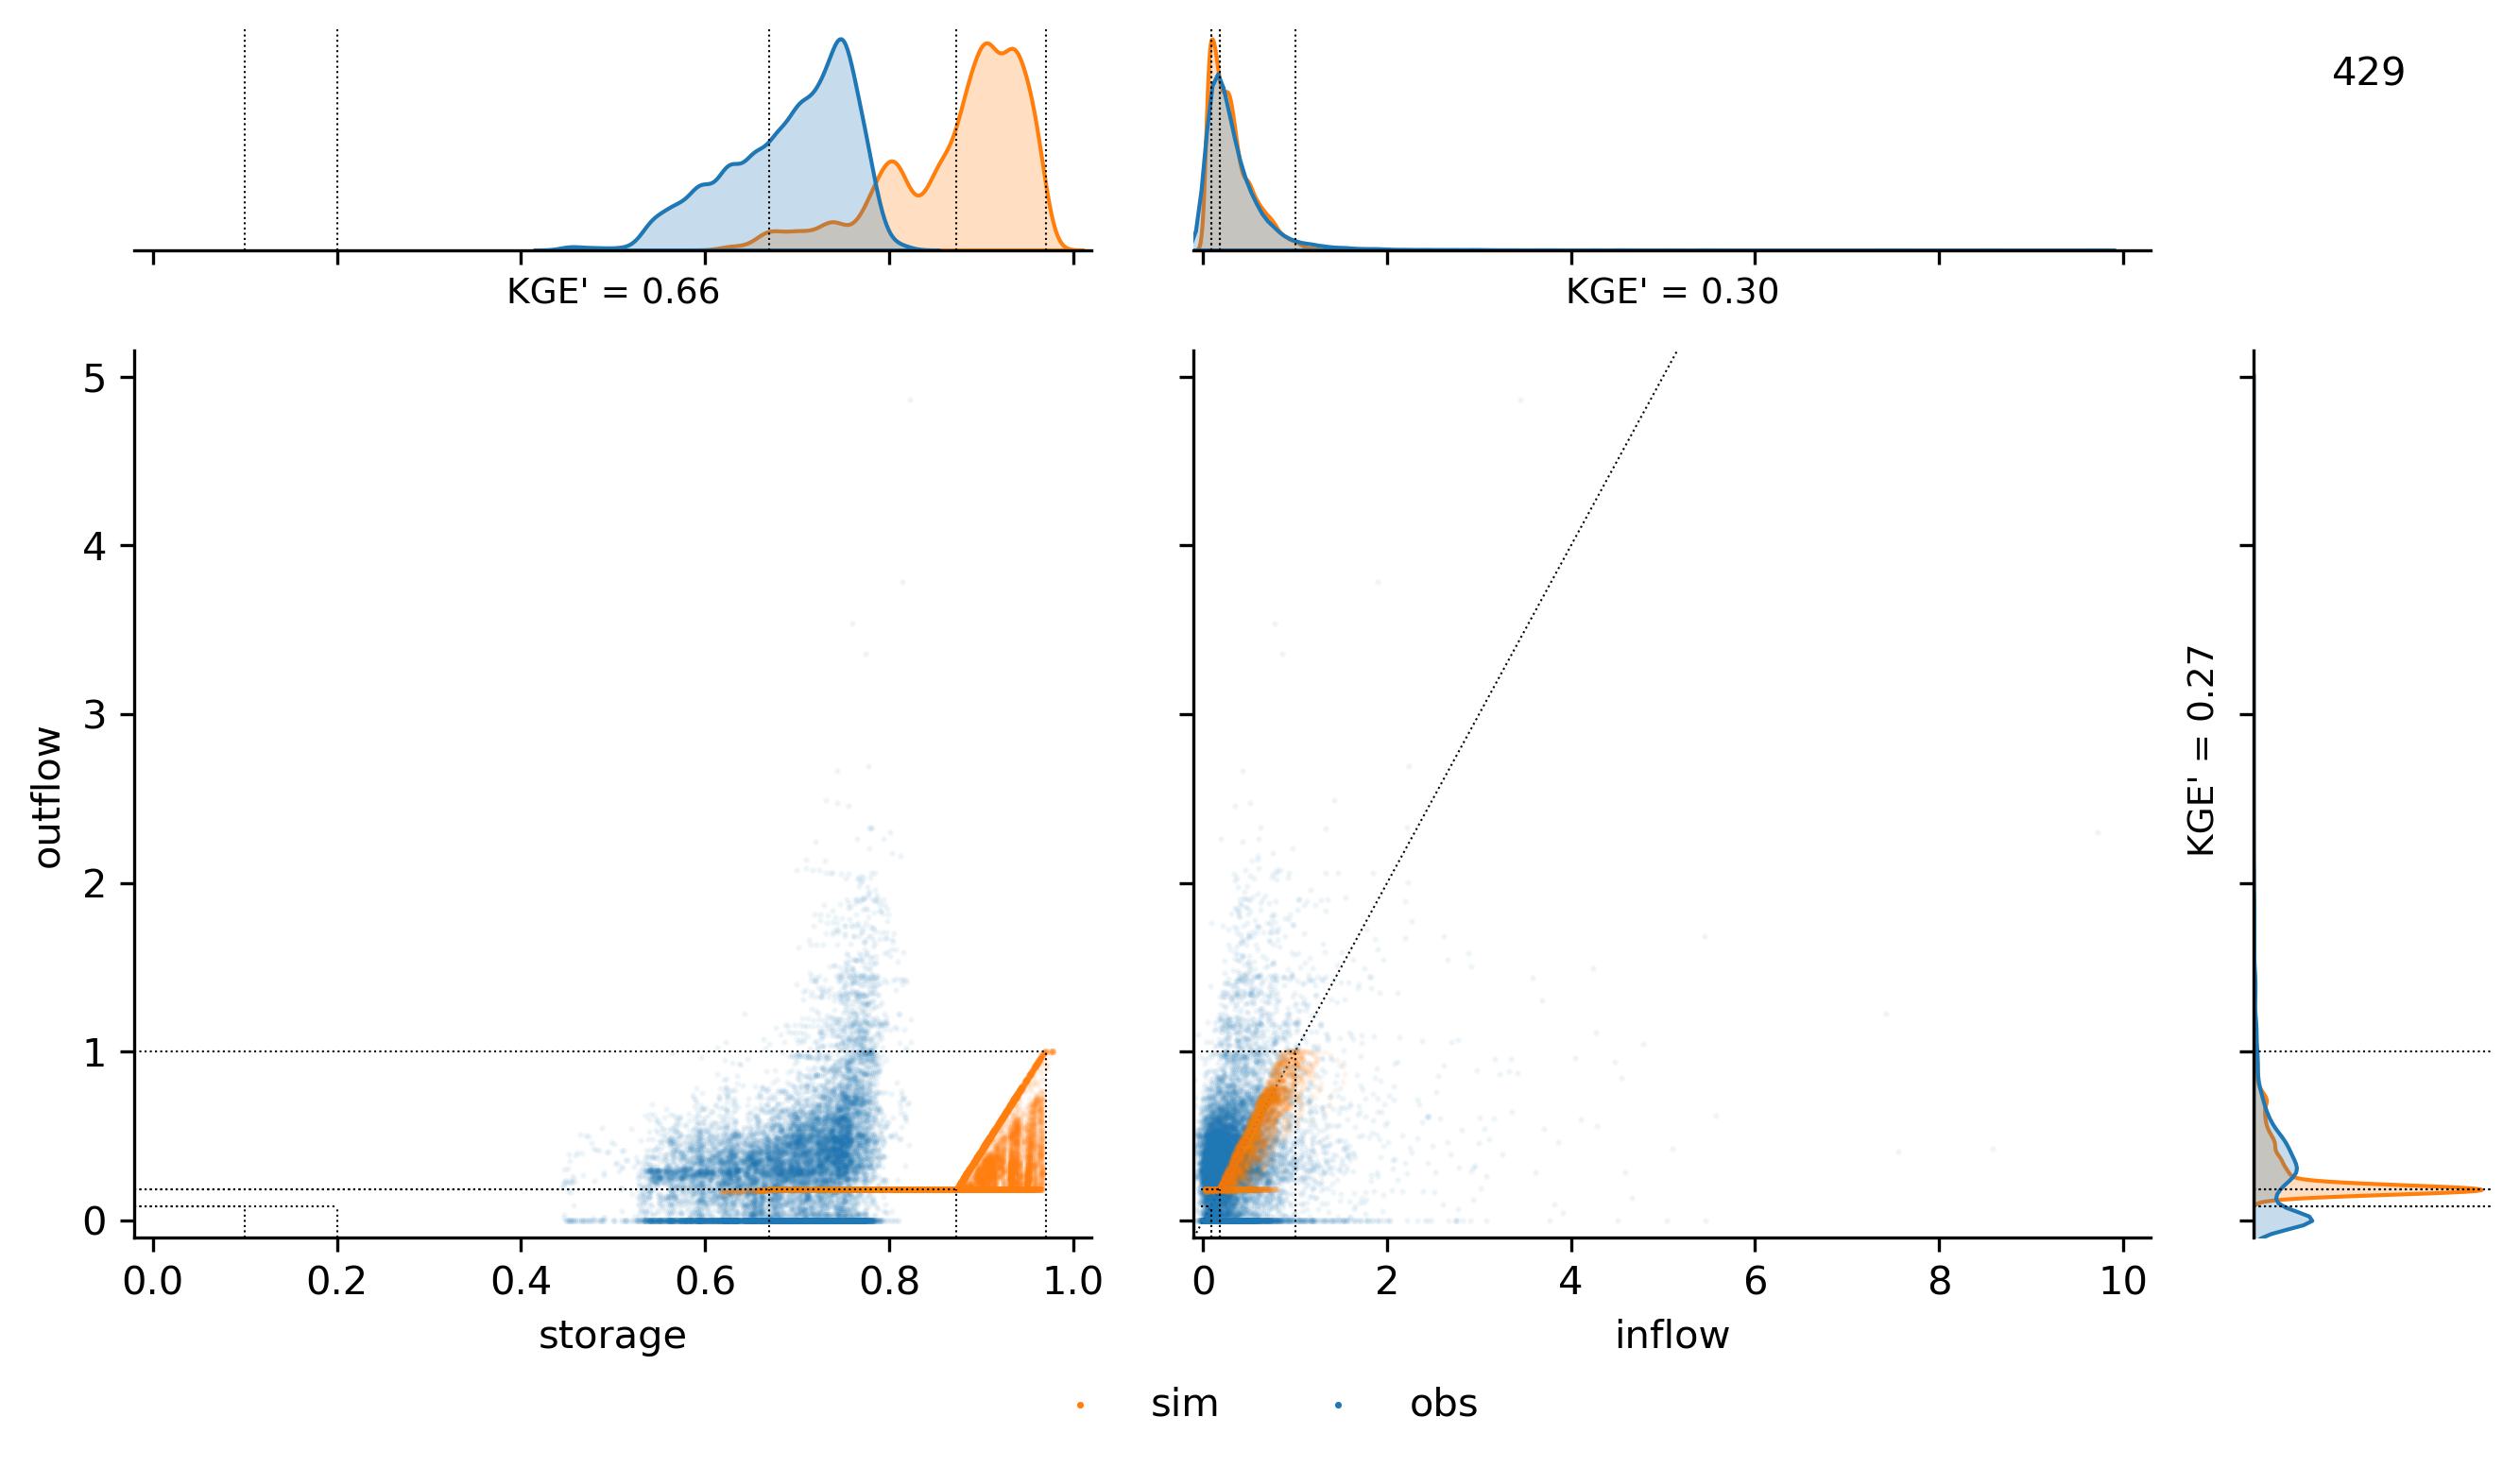 429
KGE' = 0.66
KGE' = 0.30
5
4
3
2
1
0
outflow
KGE' = 0.27
0.0 0.2 0.4 0.6 0.8 1.0
0 2 4 6 8 10
storage
inflow
sim obs